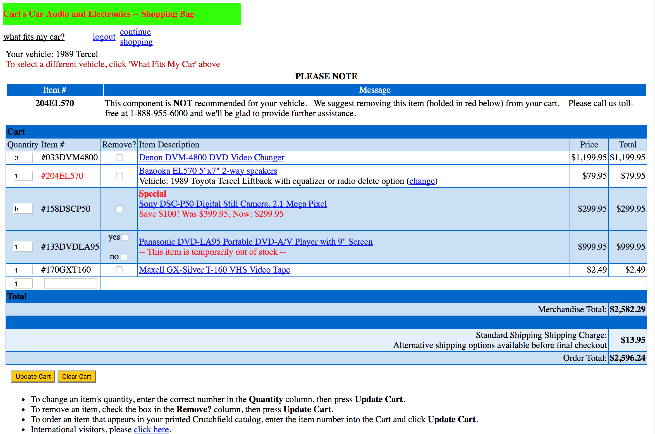 Carl's Car Audio and Electronics -- Shopping Bag
what fits my car? logout continue shopping
Your vehicle: 1989 Tercel
To select a different vehicle, click 'What Fits My Car' above
PLEASE NOTE
Item # Message
204EL570 This component is NOT recommended for your vehicle. We suggest removing this item (bolded in red below) from your cart. Please call us toll-
free at 1-888-955-6000 and we'll be glad to provide further assistance.
Cart
Quantity Item # Remove? Item Description Price Total
#033DVM4800 Denon DVM-4800 DVD Video Changer $1,199.95 $1,199.95
1 #204EL570 Bazooka EL57 5"x7" 2-way speakers $79.95 $79.95
Vehicle: 1989 Toyota Tercel Liftback with equalizer or radio delete option (change)
Special
#158DSCP50 Sony DSC-P50 Digital Still Camera, 2.1 Mega Pixel $299.95 $299.95
Save $100! Was $399.95, Now: $299.95
yes
1 #133DVDLA95 Panasonic DVD-LA95 Portable DVD-A/V Player with 9" Screen $999.95 $999.95
-- This item is temporarily out of stock --
no
1 #170GXT160 Maxell GX-Silver T-160 VHS Video Tape $2.49 $2.49
1
Total
Merchandise Total: $2,582.29
Standard Shipping Shipping Charge: $13.95
Alternative shipping options available before final checkout
Order Total: $2,596.24
Update Cart Clear Cart
• To change an item's quantity, enter the correct number in the Quantity column, then press Update Cart.
• To remove an item, check the box in the Remove? column, then press Update Cart.
• To order an item that appears in your printed Crutchfield catalog, enter the item number into the Cart and click Update Cart.
• International visitors, please click here.